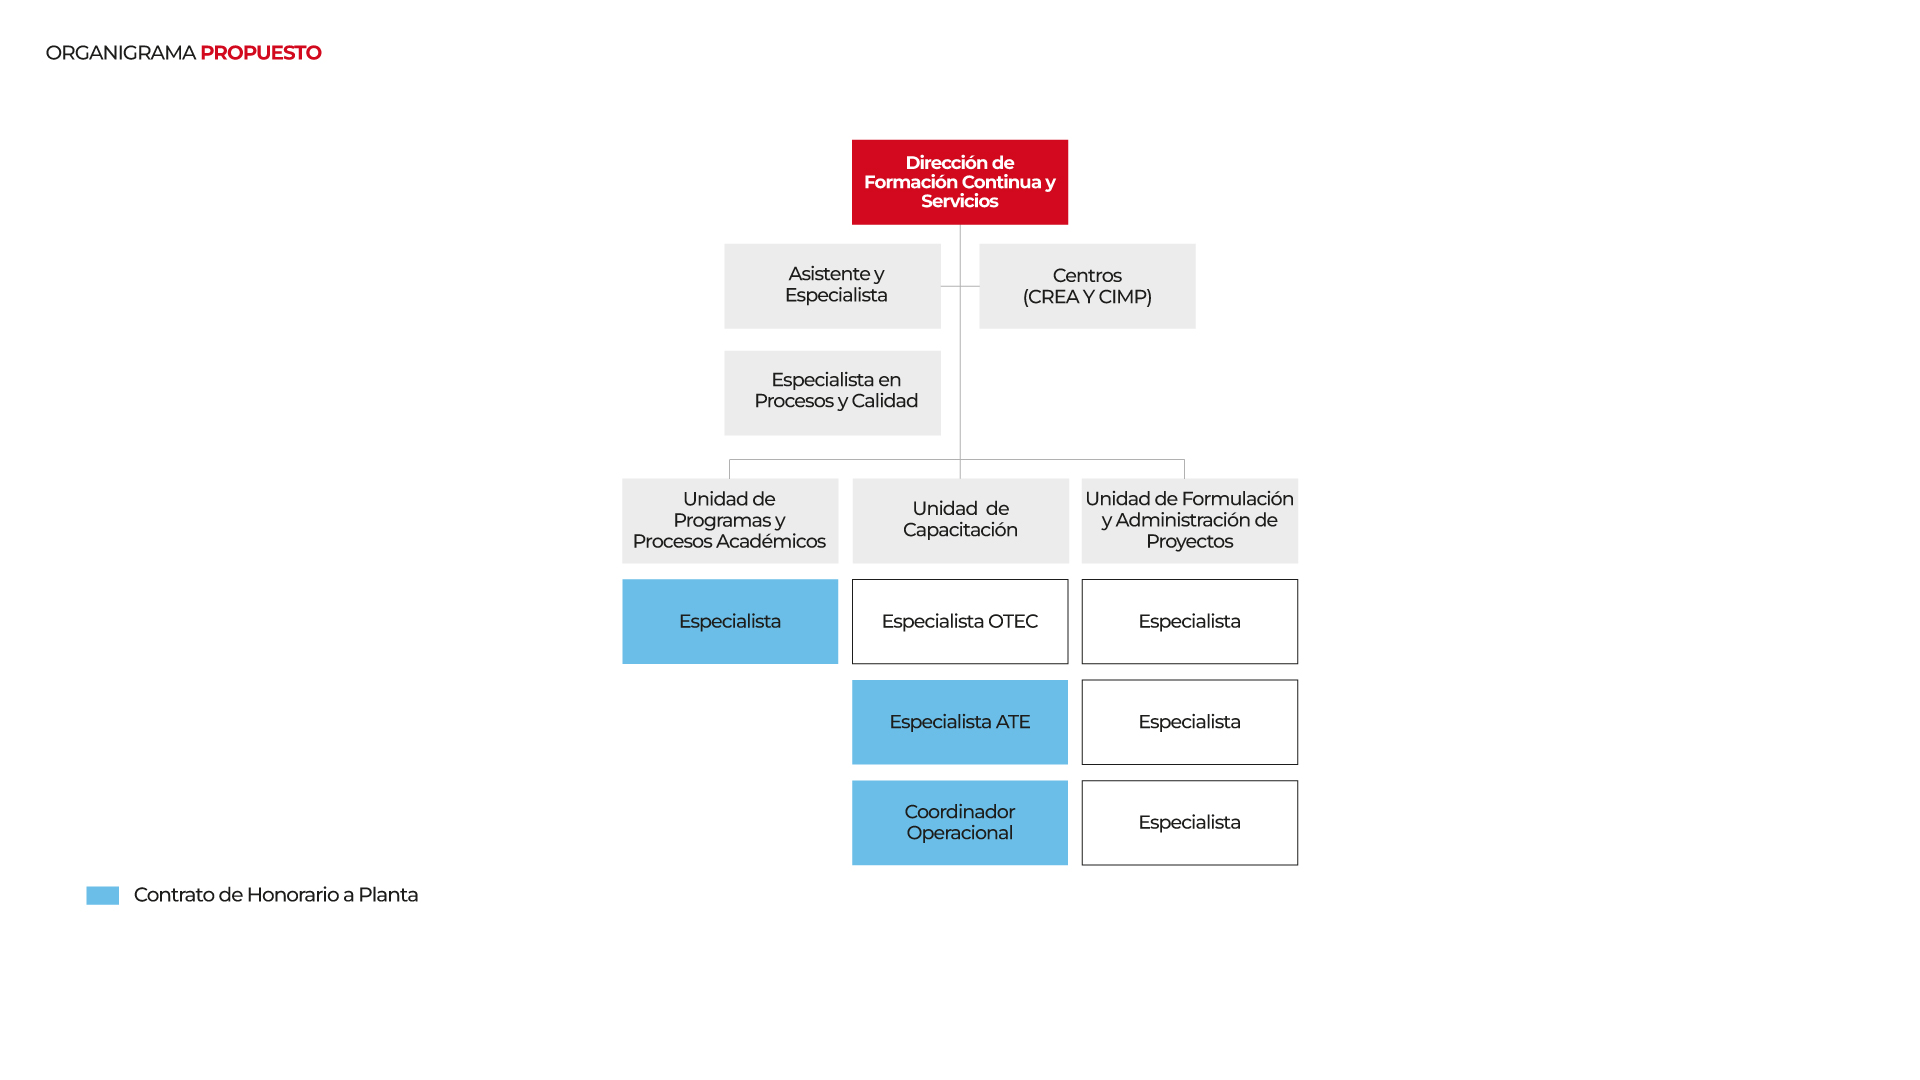 ORGANIGRAMA PROPUESTO
Dirección de
Formación Continua y
Servicios
Asistente y
Especialista
Centros
(CREA Y CIMP)
Especialista en
Procesos y Calidad
Unidad de
Programas y
Procesos Académicos
Unidad de
Capacitación
Unidad de Formulación
y Administración de
Proyectos
Especialista
Especialista OTEC
Especialista
Especialista ATE
Especialista
Coordinador
Operacional
Especialista
Contrato de Honorario a Planta